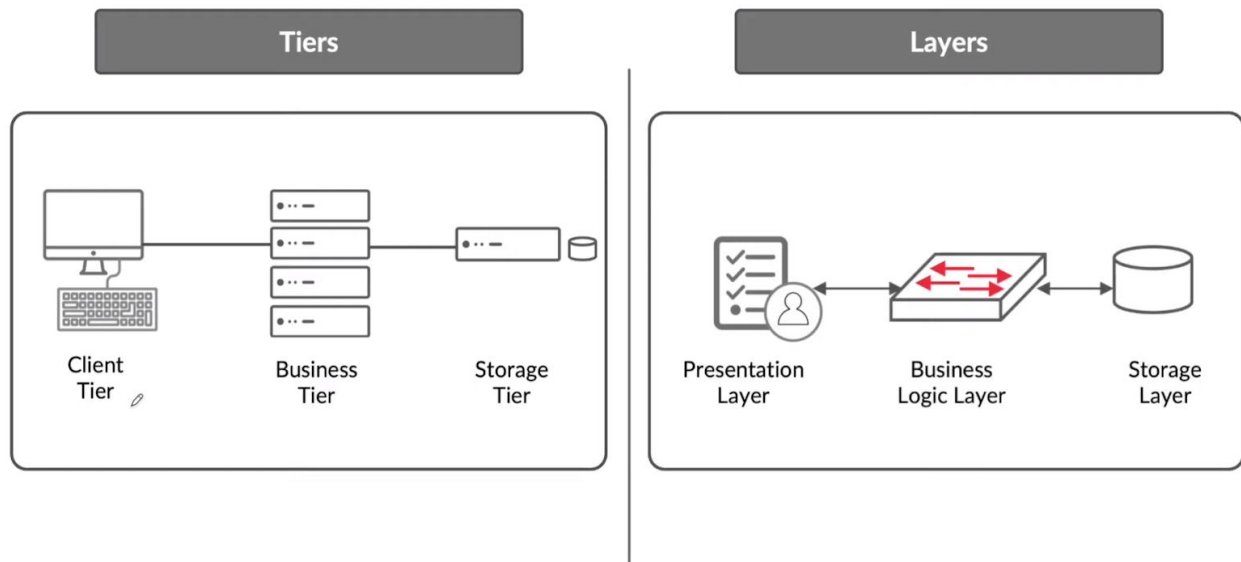 Tiers
Layers
Client
Tier
Business
Tier
Storage
Tier
Presentation
Layer
Business
Logic Layer
Storage
Layer